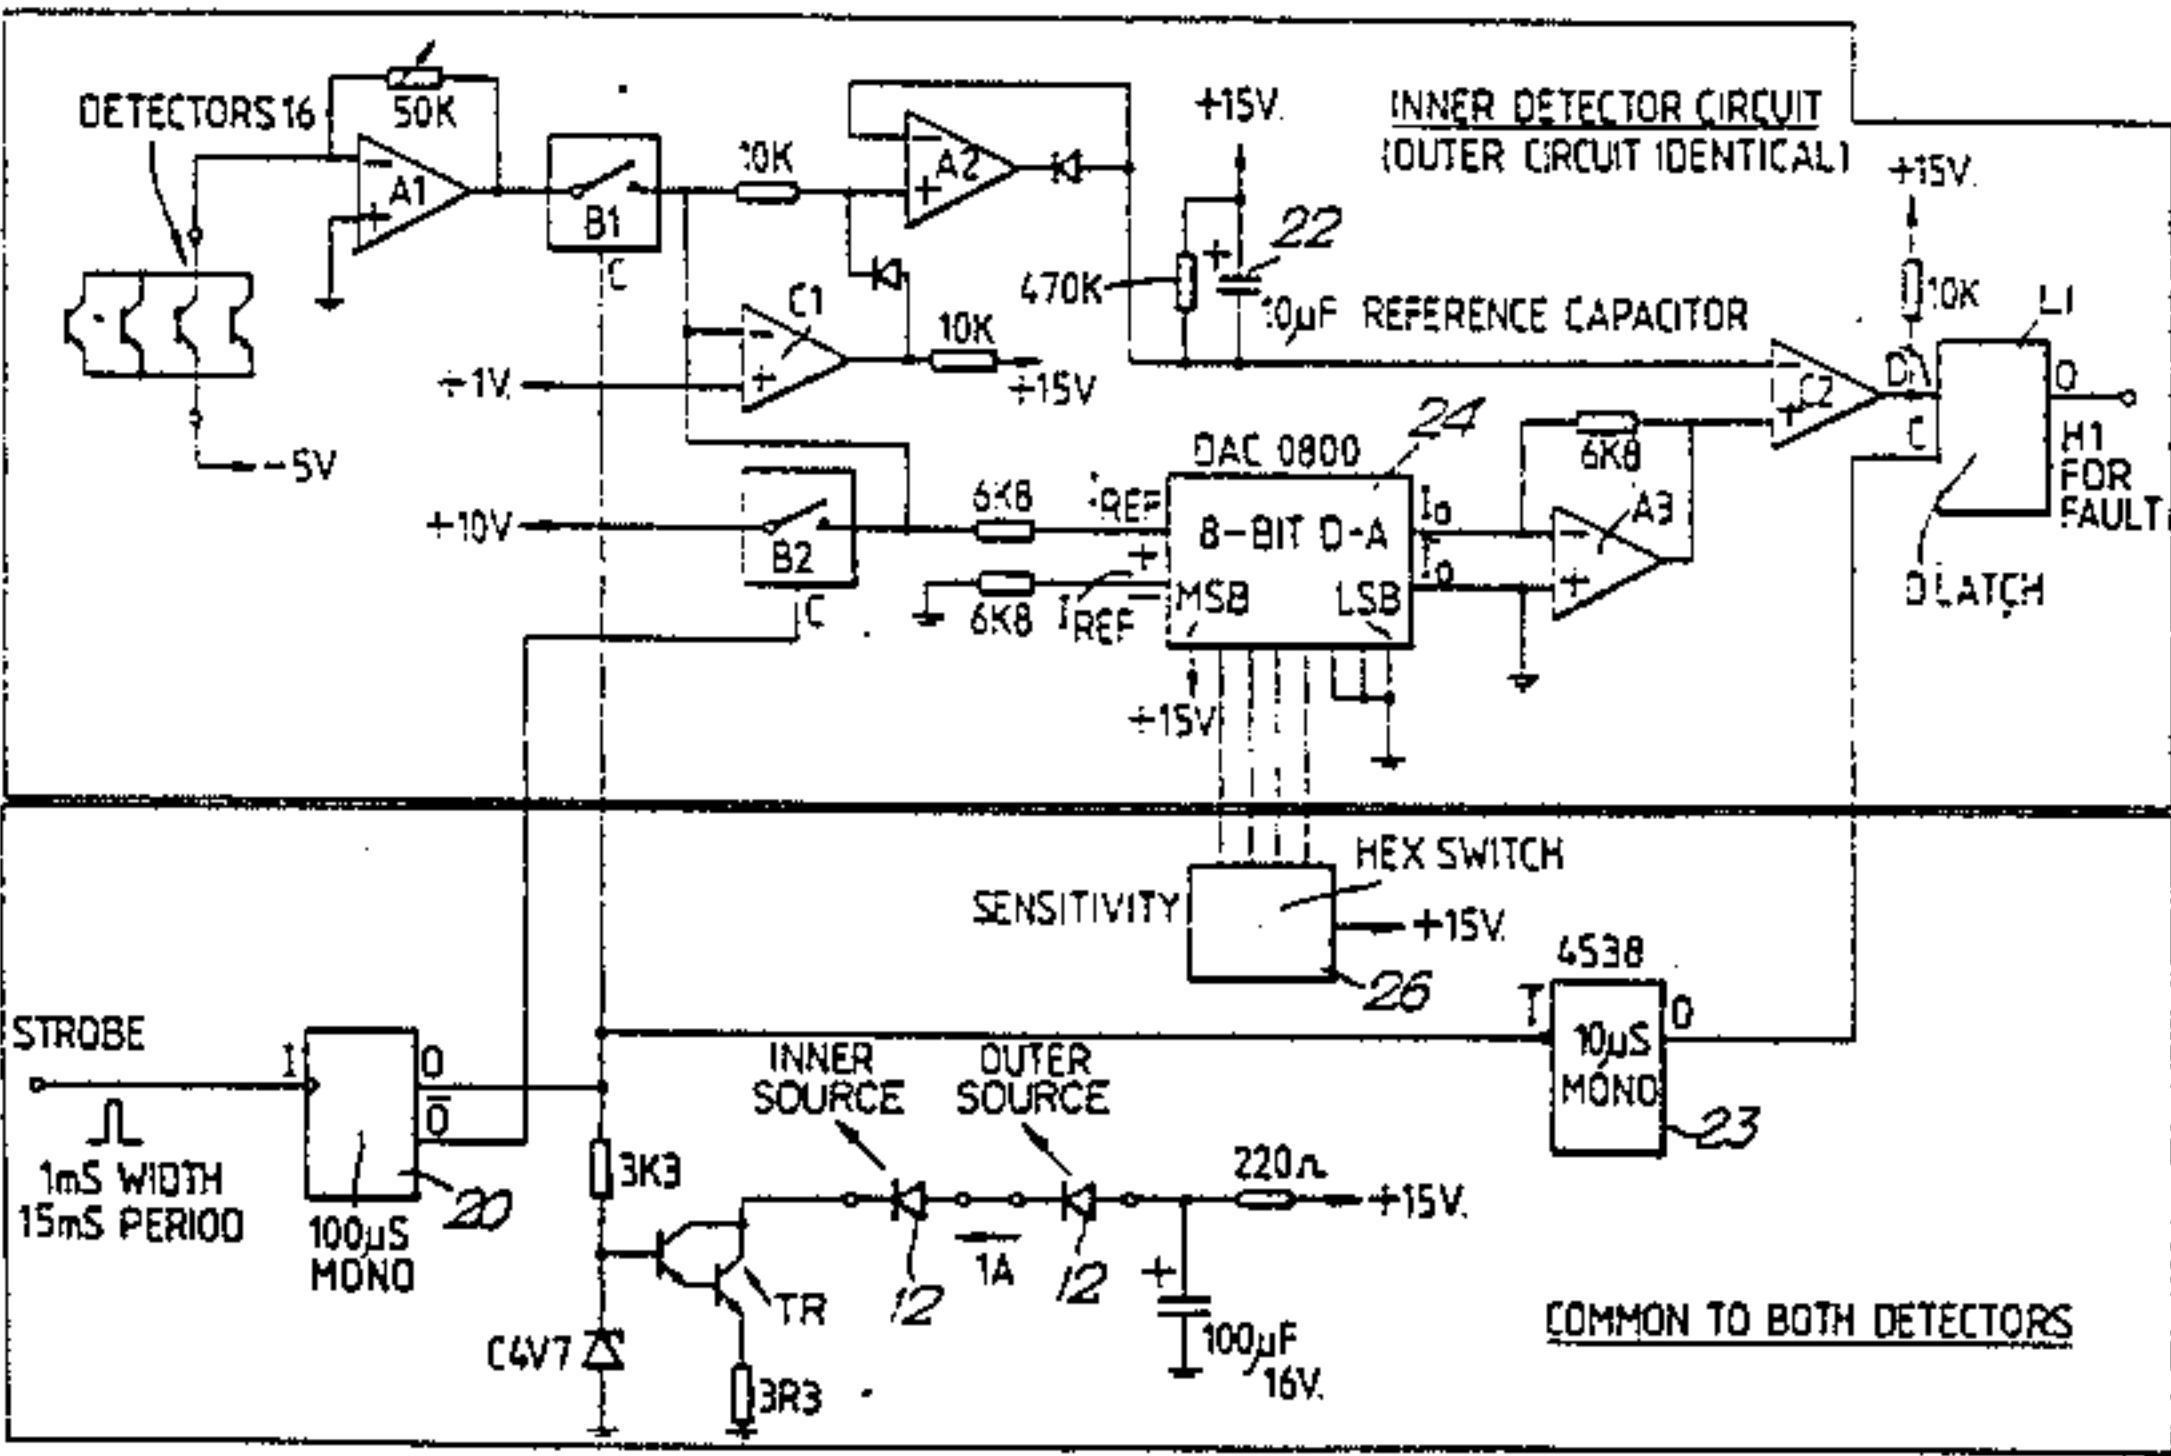 DETECTORS 16
50K
A1
B1
C
10K
A2
+15V.
INNER DETECTOR CIRCUIT
(OUTER CIRCUIT IDENTICAL)
+15V.
10K
22
470K
10µF REFERENCE CAPACITOR
L1
C1
10K
+15V
+1V.
-5V
D
C
C2
O
H1
FOR
FAULT
D LATCH
24
DAC 0800
8-BIT D-A
MSB
LSB
+10V
B2
C
6K8
IREF
+
6K8
IREF
-
Io
Io
6K8
A3
+15V
HEX SWITCH
SENSITIVITY
+15V.
26
4538
T
O
10µS
MONO
23
STROBE
I
O
O̅
1mS WIDTH
15mS PERIOD
20
100µS
MONO
INNER
SOURCE
OUTER
SOURCE
3K3
220Ω
+15V.
1A
12
12
TR
C4V7
3R3
+
100µF
16V.
COMMON TO BOTH DETECTORS